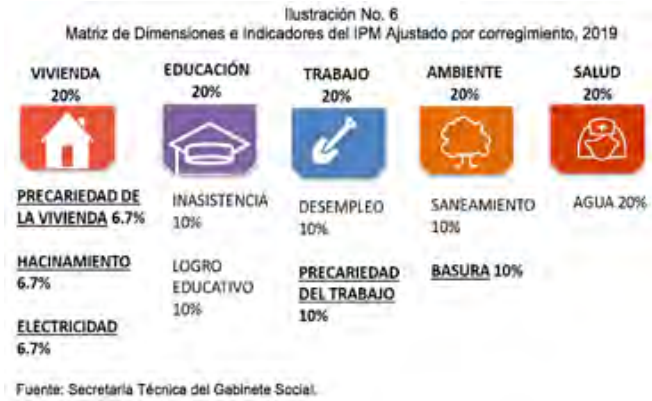 Ilustración No. 6
Matriz de Dimensiones e Indicadores del IPM Ajustado por corregimiento, 2019
VIVIENDA
20%
PRECARIEDAD DE
LA VIVIENDA 6.7%
HACINAMIENTO
6.7%
ELECTRICIDAD
6.7%
EDUCACIÓN
20%
INASISTENCIA
10%
LOGRO
EDUCATIVO
10%
TRABAJO
20%
DESEMPLEO
10%
PRECARIEDAD
DEL TRABAJO
10%
AMBIENTE
20%
SANEAMIENTO
10%
BASURA 10%
SALUD
20%
AGUA 20%
Fuente: Secretaría Técnica del Gabinete Social.